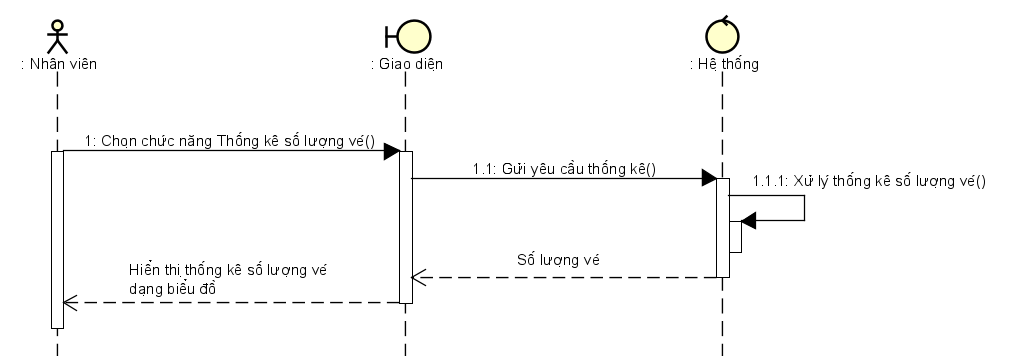 : Nhân viên
: Giao diện
: Hệ thống
1: Chọn chức năng Thống kê số lượng vé()
1.1: Gửi yêu cầu thống kê()
1.1.1: Xử lý thống kê số lượng vé()
Số lượng vé
Hiển thị thống kê số lượng vé
dạng biểu đồ